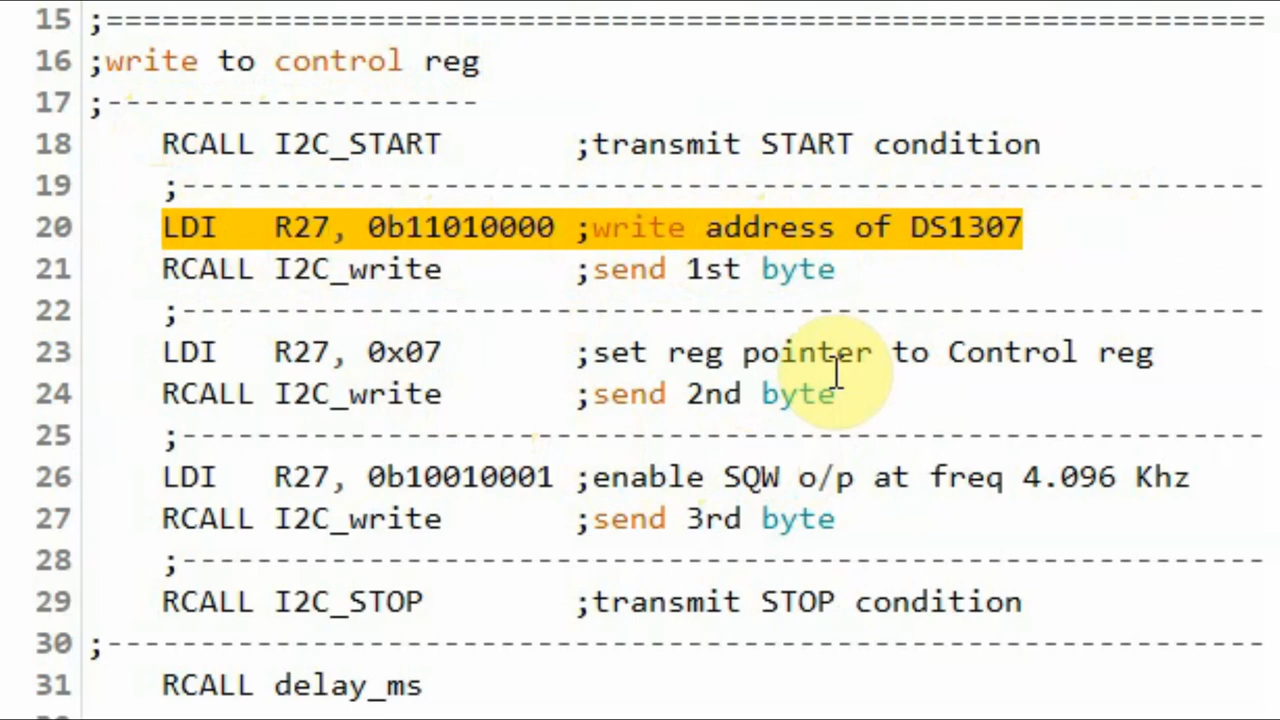 15 ;==============================================================
16 ;write to control reg
17 ;--------------------
18 RCALL I2C_START ;transmit START condition
19 ;----------------------------------------------------------
20 LDI R27, 0b11010000 ;write address of DS1307
21 RCALL I2C_write ;send 1st byte
22 ;----------------------------------------------------------
23 LDI R27, 0x07 ;set reg pointer to Control reg
24 RCALL I2C_write ;send 2nd byte
25 ;----------------------------------------------------------
26 LDI R27, 0b10010001 ;enable SQW o/p at freq 4.096 Khz
27 RCALL I2C_write ;send 3rd byte
28 ;----------------------------------------------------------
29 RCALL I2C_STOP ;transmit STOP condition
30 ;--------------------------------------------------------------
31 RCALL delay_ms